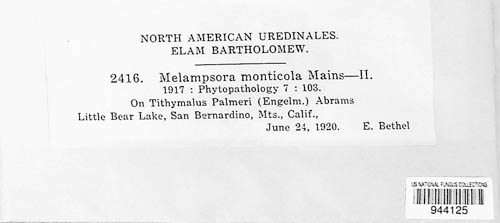 NORTH AMERICAN UREDINALES.
ELAM BARTHOLOMEW.
2416. Melampsora monticola Mains—II.
1917 : Phytopathology 7 : 103.
On Tithymalus Palmeri (Engelm.) Abrams
Little Bear Lake, San Bernardino, Mts., Calif.,
June 24, 1920. E. Bethel
US NATIONAL FUNGUS COLLECTIONS
944125